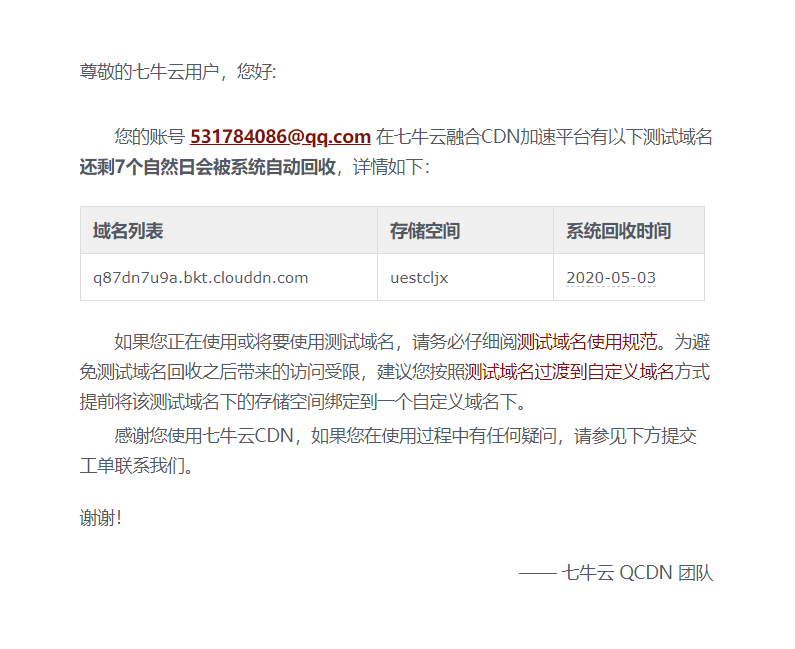 尊敬的七牛云用户，您好:
您的账号 531784086@qq.com 在七牛云融合CDN加速平台有以下测试域名
还剩7个自然日会被系统自动回收，详情如下：
域名列表 存储空间 系统回收时间
q87dn7u9a.bkt.clouddn.com uestcljx 2020-05-03
如果您正在使用或将要使用测试域名，请务必仔细阅测试域名使用规范。为避
免测试域名回收之后带来的访问受限，建议您按照测试域名过渡到自定义域名方式
提前将该测试域名下的存储空间绑定到一个自定义域名下。
感谢您使用七牛云CDN，如果您在使用过程中有任何疑问，请参见下方提交
工单联系我们。
谢谢！
—— 七牛云 QCDN 团队